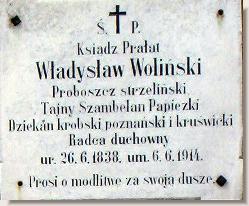 Ś. P.
Ksiądz Prałat
Władysław Woliński
Proboszcz strzeliński
Tajny Szambelan Papiezki
Dziekan krobski poznański i kruświcki
Radca duchowny
ur. 26. 6. 1838, um. 6. 6. 1914.
Prosi o modlitwę za swoją duszę.